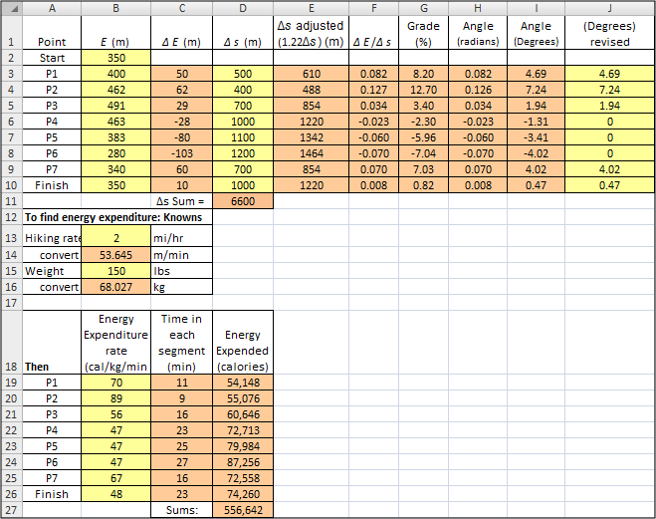 A B C D E F G H I J
1 Point E (m) Δ E (m) Δ s (m) Δs adjusted (1.22Δs) (m) Δ E/Δ s Grade (%) Angle (radians) Angle (Degrees) (Degrees) revised
2 Start 350
3 P1 400 50 500 610 0.082 8.20 0.082 4.69 4.69
4 P2 462 62 400 488 0.127 12.70 0.126 7.24 7.24
5 P3 491 29 700 854 0.034 3.40 0.034 1.94 1.94
6 P4 463 -28 1000 1220 -0.023 -2.30 -0.023 -1.31 0
7 P5 383 -80 1100 1342 -0.060 -5.96 -0.060 -3.41 0
8 P6 280 -103 1200 1464 -0.070 -7.04 -0.070 -4.02 0
9 P7 340 60 700 854 0.070 7.03 0.070 4.02 4.02
10 Finish 350 10 1000 1220 0.008 0.82 0.008 0.47 0.47
11 Δs Sum = 6600
12 To find energy expenditure: Knowns
13 Hiking rate 2 mi/hr
14 convert 53.645 m/min
15 Weight 150 lbs
16 convert 68.027 kg
17
18 Then Energy Expenditure rate (cal/kg/min Time in each segment (min) Energy Expended (calories)
19 P1 70 11 54,148
20 P2 89 9 55,076
21 P3 56 16 60,646
22 P4 47 23 72,713
23 P5 47 25 79,984
24 P6 47 27 87,256
25 P7 67 16 72,558
26 Finish 48 23 74,260
27 Sums: 556,642